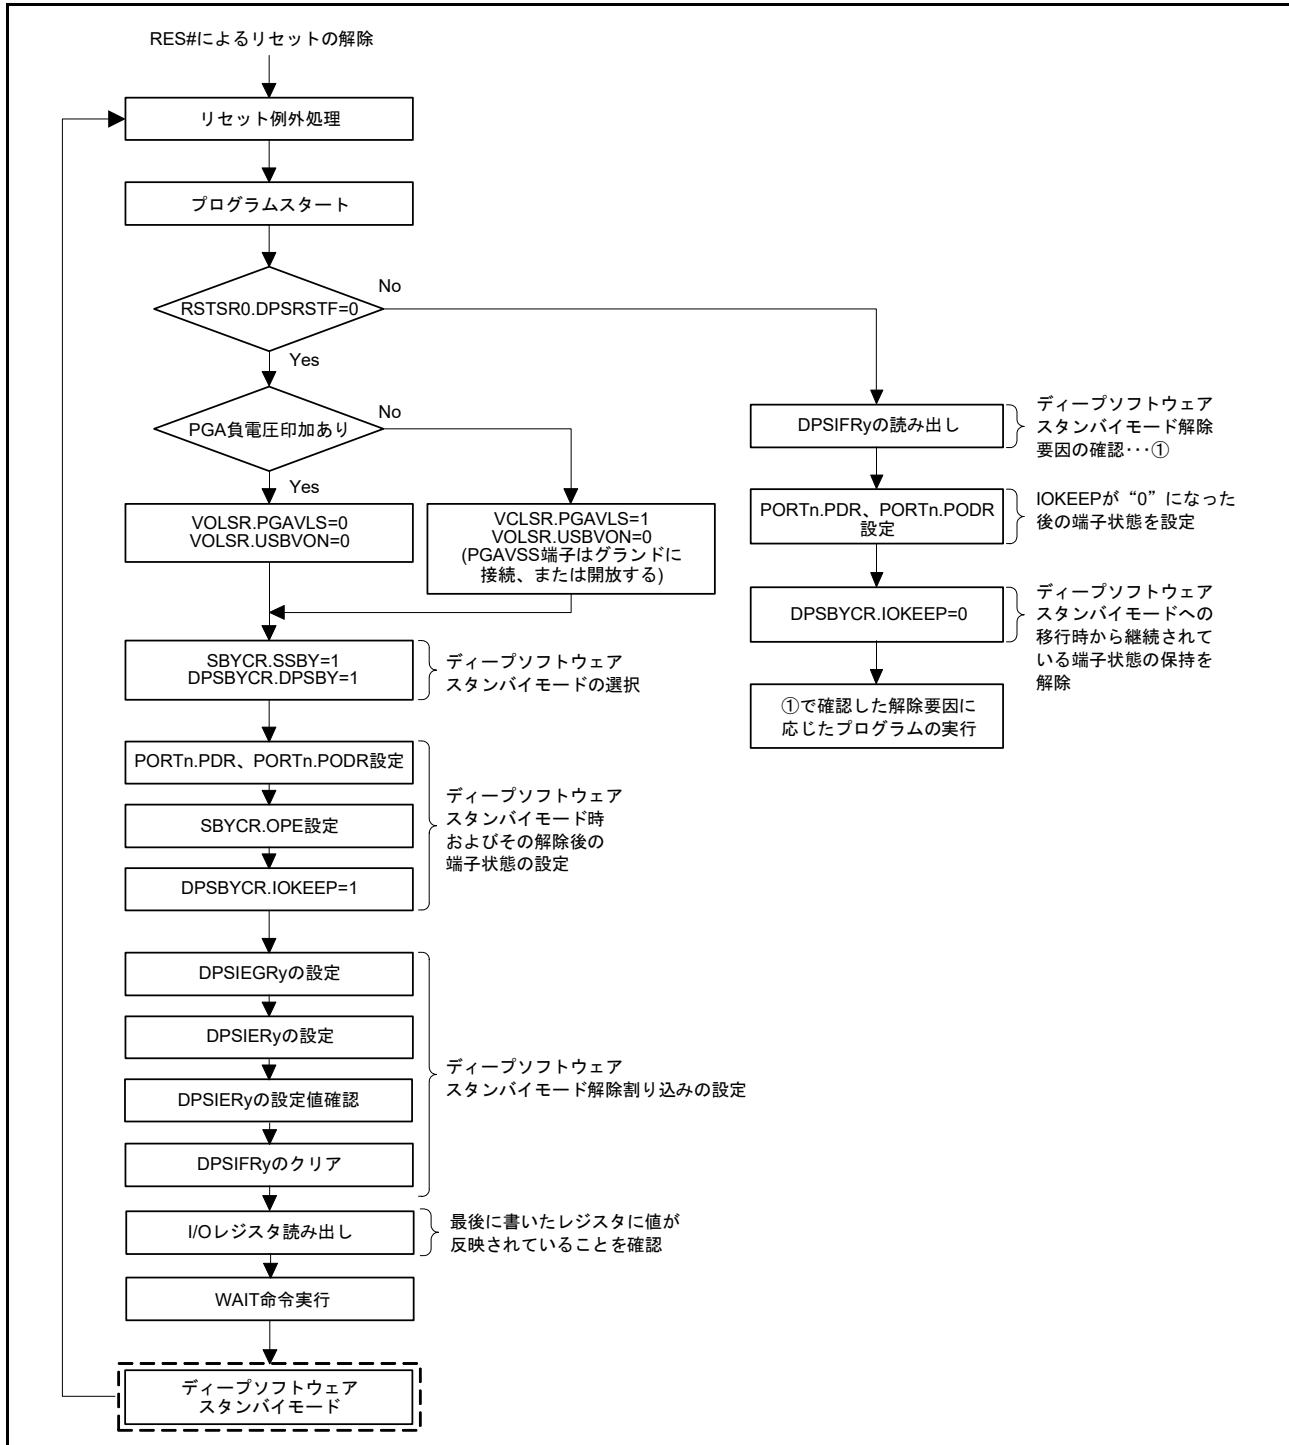 RES#によるリセットの解除
リセット例外処理
プログラムスタート
RSTSR0.DPSRSTF=0
No
Yes
PGA負電圧印加あり
No
Yes
VOLSR.PGAVLS=0
VOLSR.USBVON=0
VCLSR.PGAVLS=1
VOLSR.USBVON=0
(PGAVSS端子はグランドに
接続、または開放する)
SBYCR.SSBY=1
DPSBYCR.DPSBY=1
ディープソフトウェア
スタンバイモードの選択
PORTn.PDR、PORTn.PODR設定
SBYCR.OPE設定
DPSBYCR.IOKEEP=1
ディープソフトウェア
スタンバイモード時
およびその解除後の
端子状態の設定
DPSIEGRyの設定
DPSIERyの設定
DPSIERyの設定値確認
DPSIFRyのクリア
ディープソフトウェア
スタンバイモード解除割り込みの設定
I/Oレジスタ読み出し
最後に書いたレジスタに値が
反映されていることを確認
WAIT命令実行
ディープソフトウェア
スタンバイモード
DPSIFRyの読み出し
ディープソフトウェア
スタンバイモード解除
要因の確認･･･①
PORTn.PDR、PORTn.PODR
設定
IOKEEPが“0”になった
後の端子状態を設定
DPSBYCR.IOKEEP=0
ディープソフトウェア
スタンバイモードへの
移行時から継続されて
いる端子状態の保持を
解除
①で確認した解除要因に
応じたプログラムの実行